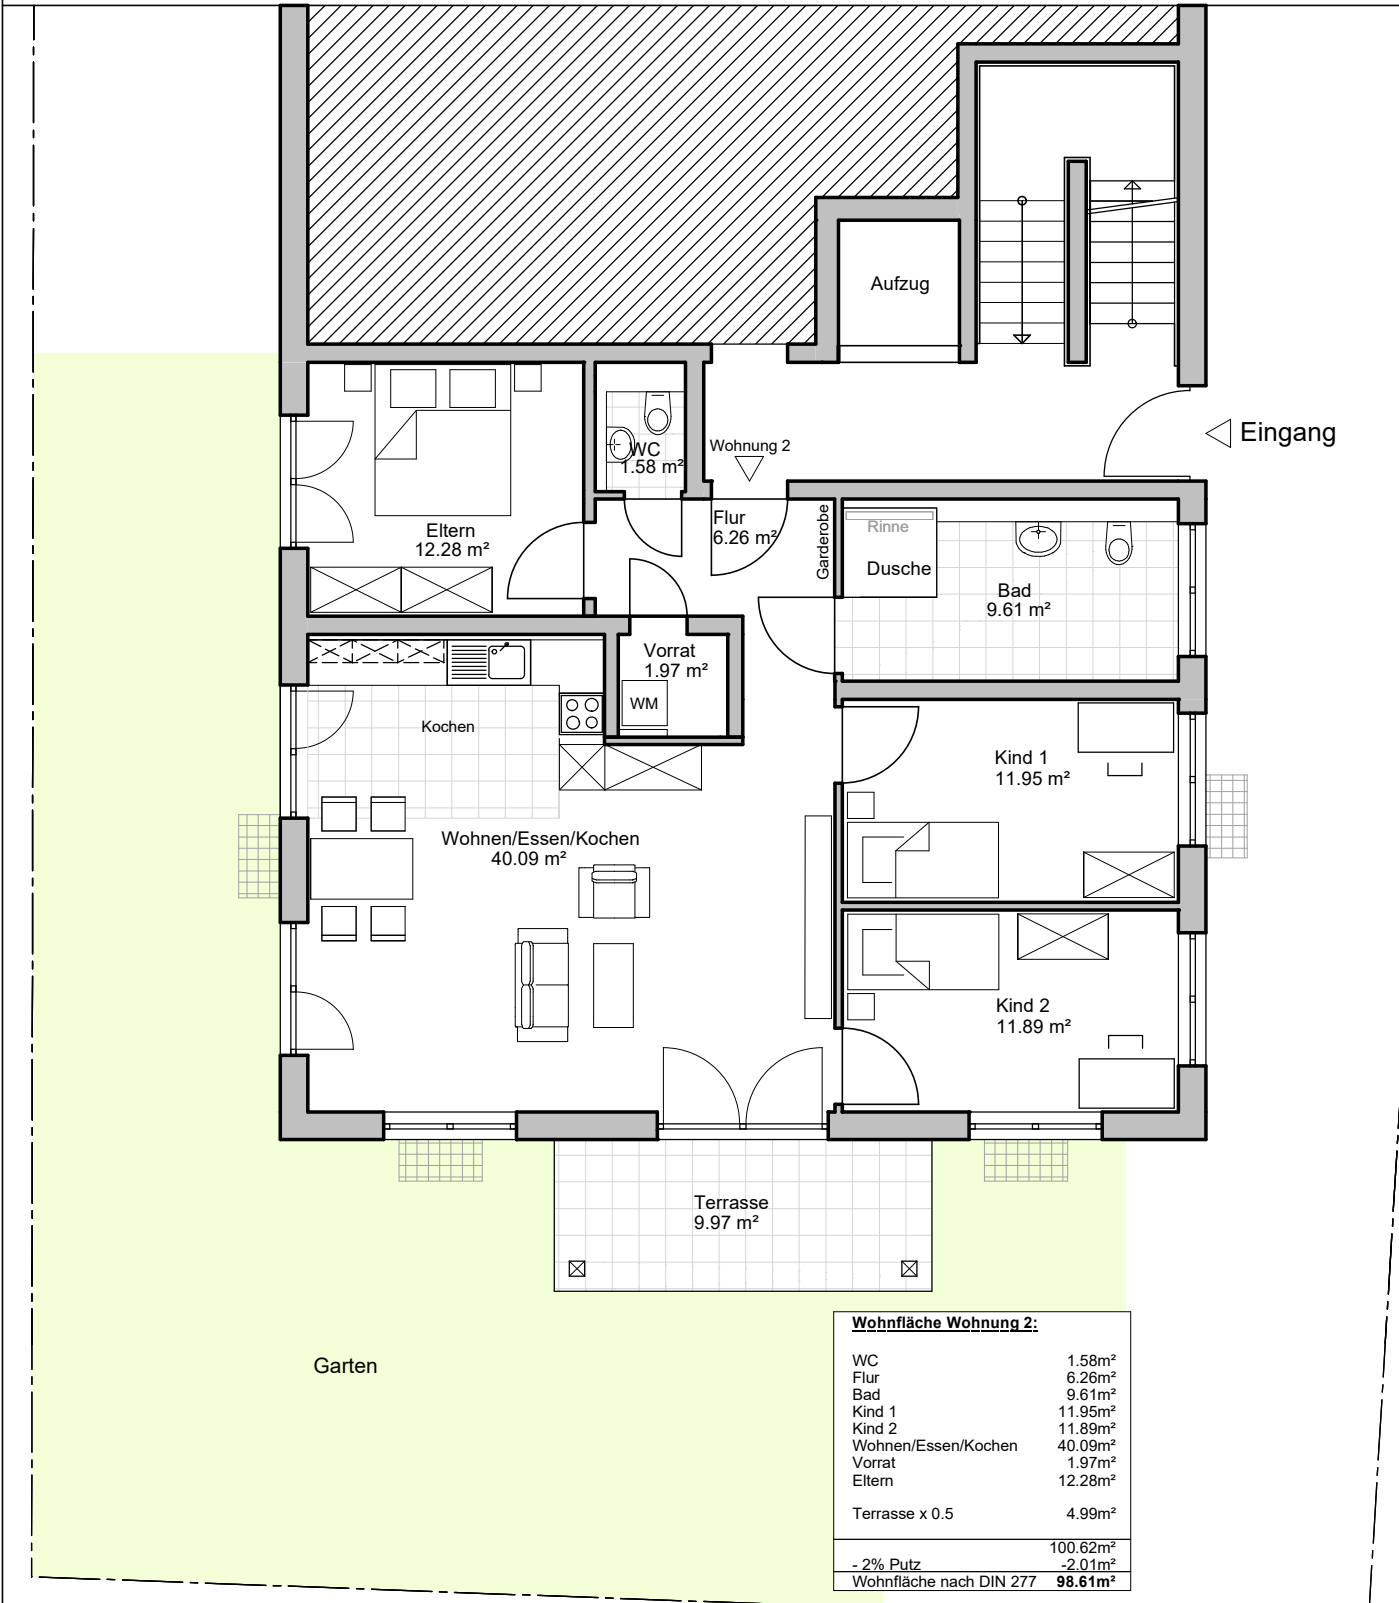 Aufzug
Eingang
WC
1.58 m²
Wohnung 2
Flur
6.26 m²
Garderobe
Rinne
Dusche
Bad
9.61 m²
Eltern
12.28 m²
Vorrat
1.97 m²
WM
Kochen
Kind 1
11.95 m²
Wohnen/Essen/Kochen
40.09 m²
Kind 2
11.89 m²
Terrasse
9.97 m²
Garten
Wohnfläche Wohnung 2:
WC 1.58m²
Flur 6.26m²
Bad 9.61m²
Kind 1 11.95m²
Kind 2 11.89m²
Wohnen/Essen/Kochen 40.09m²
Vorrat 1.97m²
Eltern 12.28m²
Terrasse x 0.5 4.99m²
100.62m²
- 2% Putz -2.01m²
Wohnfläche nach DIN 277 98.61m²